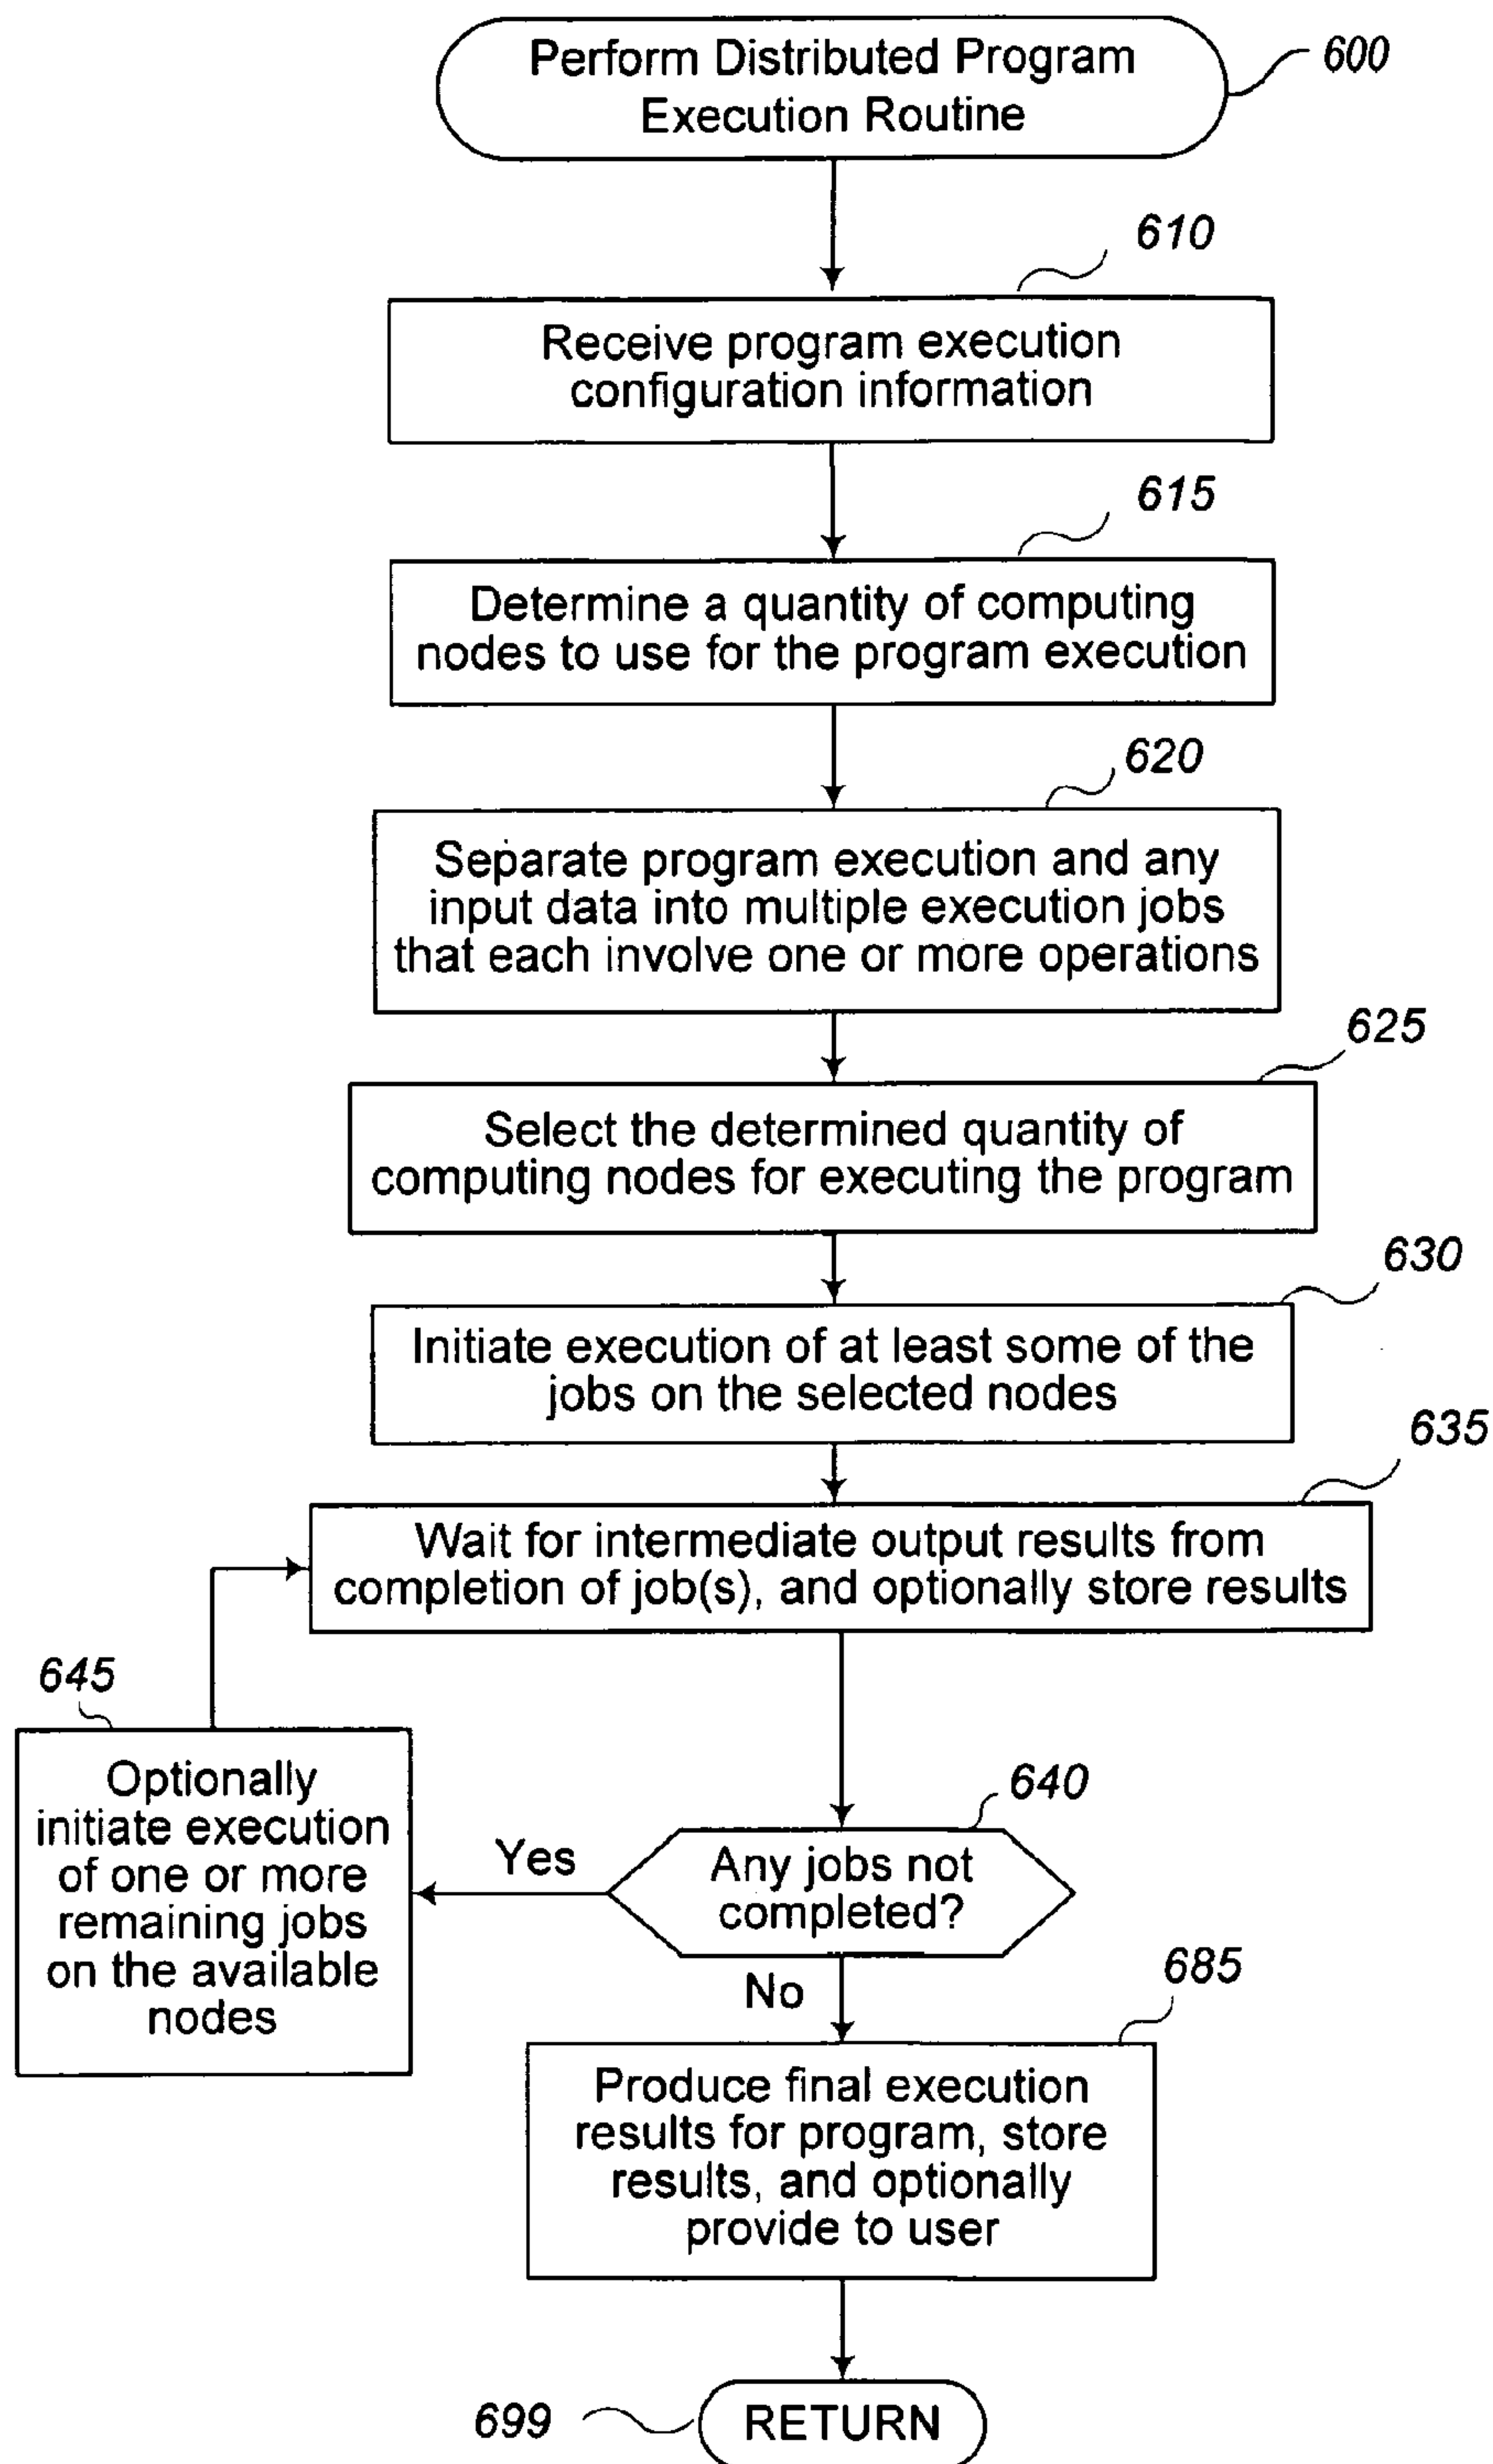 Perform Distributed Program
Execution Routine
600
610
Receive program execution
configuration information
615
Determine a quantity of computing
nodes to use for the program execution
620
Separate program execution and any
input data into multiple execution jobs
that each involve one or more operations
625
Select the determined quantity of
computing nodes for executing the program
630
Initiate execution of at least some of the
jobs on the selected nodes
635
Wait for intermediate output results from
completion of job(s), and optionally store results
645
Optionally
initiate execution
of one or more
remaining jobs
on the available
nodes
Yes
640
Any jobs not
completed?
No
685
Produce final execution
results for program, store
results, and optionally
provide to user
699
RETURN